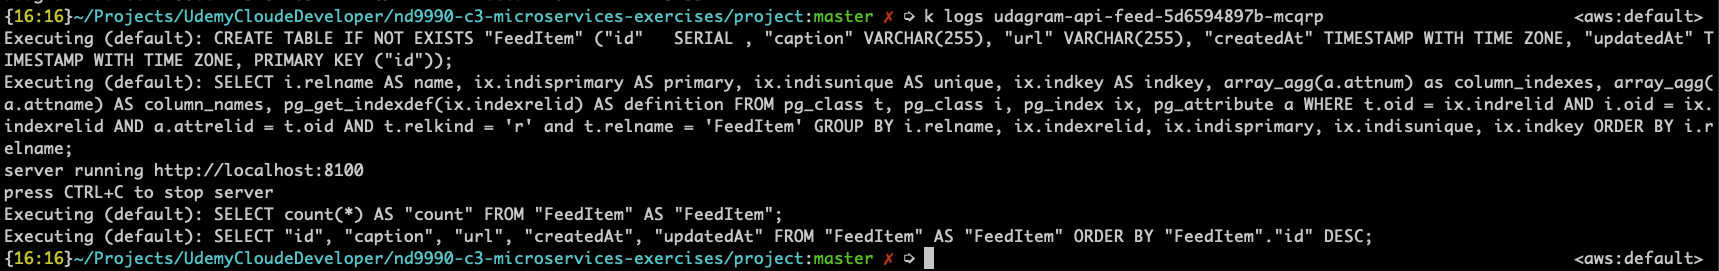 {16:16}~/Projects/UdemyCloudeDeveloper/nd9990-c3-microservices-exercises/project:master ✗ ➭ k logs udagram-api-feed-5d6594897b-mcqrp <aws:default>
Executing (default): CREATE TABLE IF NOT EXISTS "FeedItem" ("id"   SERIAL , "caption" VARCHAR(255), "url" VARCHAR(255), "createdAt" TIMESTAMP WITH TIME ZONE, "updatedAt" T
IMESTAMP WITH TIME ZONE, PRIMARY KEY ("id"));
Executing (default): SELECT i.relname AS name, ix.indisprimary AS primary, ix.indisunique AS unique, ix.indkey AS indkey, array_agg(a.attnum) as column_indexes, array_agg(
a.attname) AS column_names, pg_get_indexdef(ix.indexrelid) AS definition FROM pg_class t, pg_class i, pg_index ix, pg_attribute a WHERE t.oid = ix.indrelid AND i.oid = ix.
indexrelid AND a.attrelid = t.oid AND t.relkind = 'r' and t.relname = 'FeedItem' GROUP BY i.relname, ix.indexrelid, ix.indisprimary, ix.indisunique, ix.indkey ORDER BY i.r
elname;
server running http://localhost:8100
press CTRL+C to stop server
Executing (default): SELECT count(*) AS "count" FROM "FeedItem" AS "FeedItem";
Executing (default): SELECT "id", "caption", "url", "createdAt", "updatedAt" FROM "FeedItem" AS "FeedItem" ORDER BY "FeedItem"."id" DESC;
{16:16}~/Projects/UdemyCloudeDeveloper/nd9990-c3-microservices-exercises/project:master ✗ ➭ <aws:default>